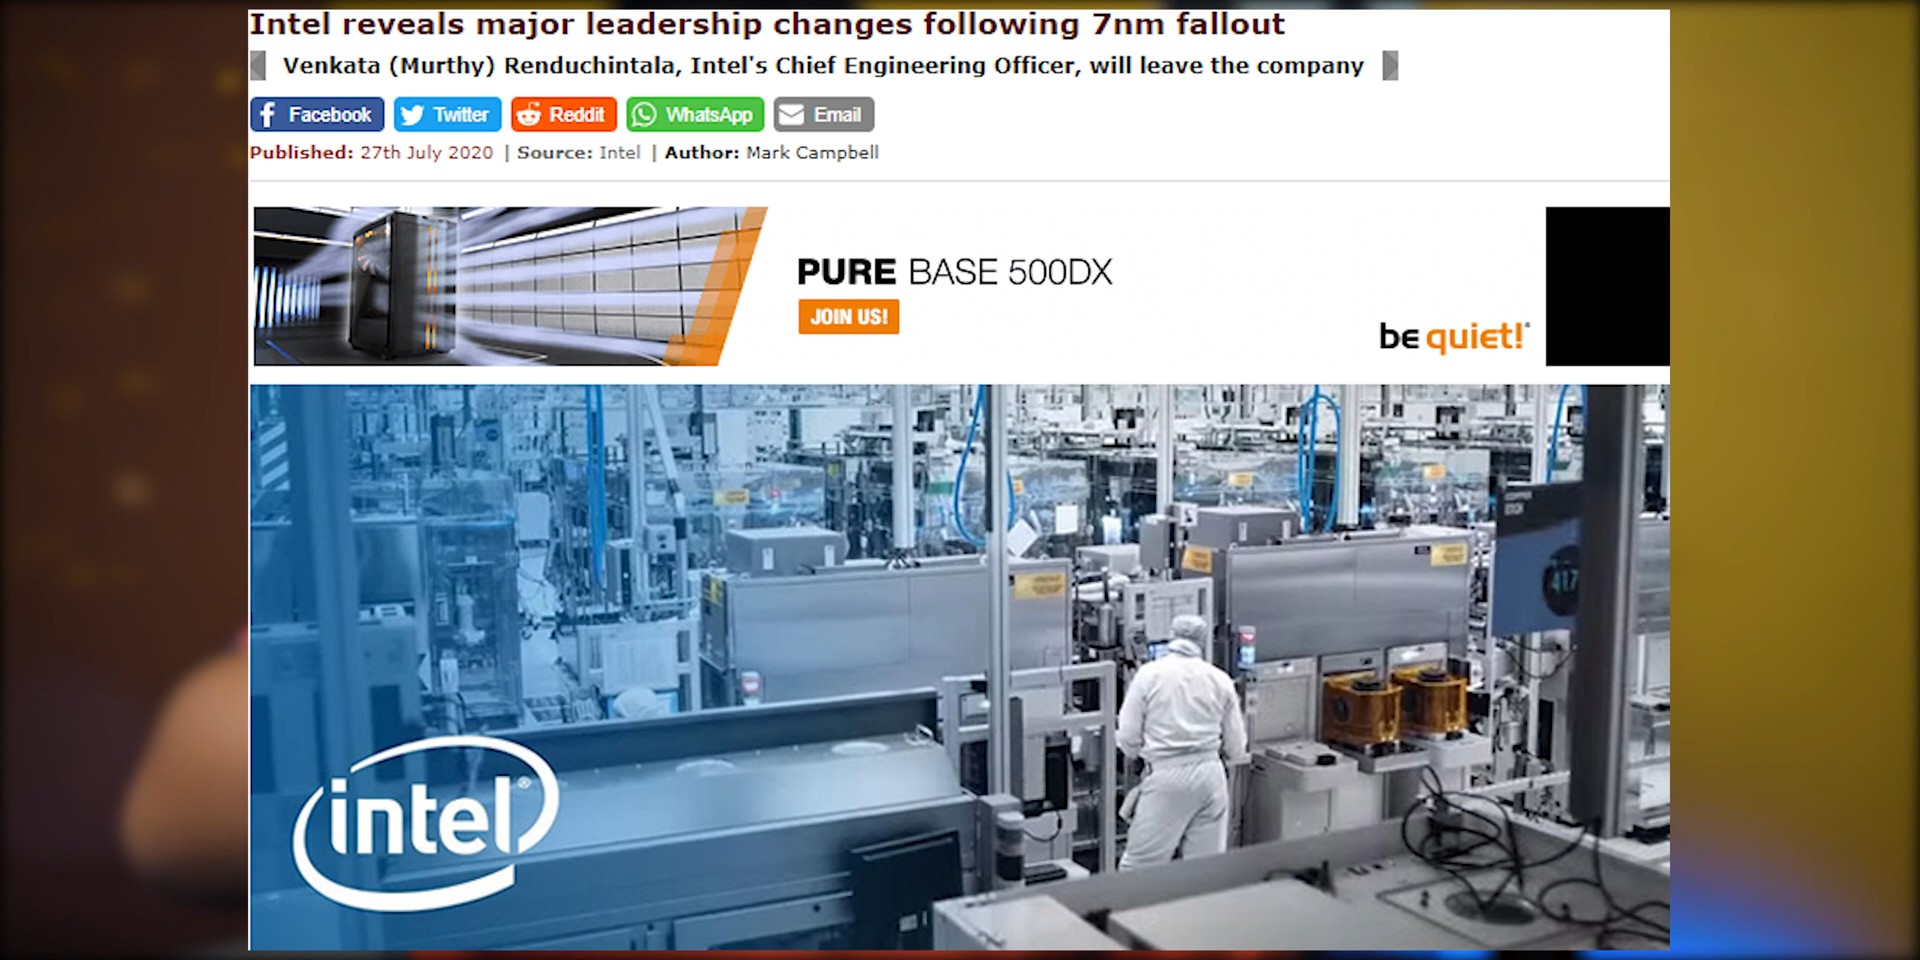 Intel reveals major leadership changes following 7nm fallout
Venkata (Murthy) Renduchintala, Intel's Chief Engineering Officer, will leave the company
Facebook Twitter Reddit WhatsApp Email
Published: 27th July 2020 | Source: Intel | Author: Mark Campbell
PURE BASE 500DX
JOIN US!
be quiet!®
417
intel®